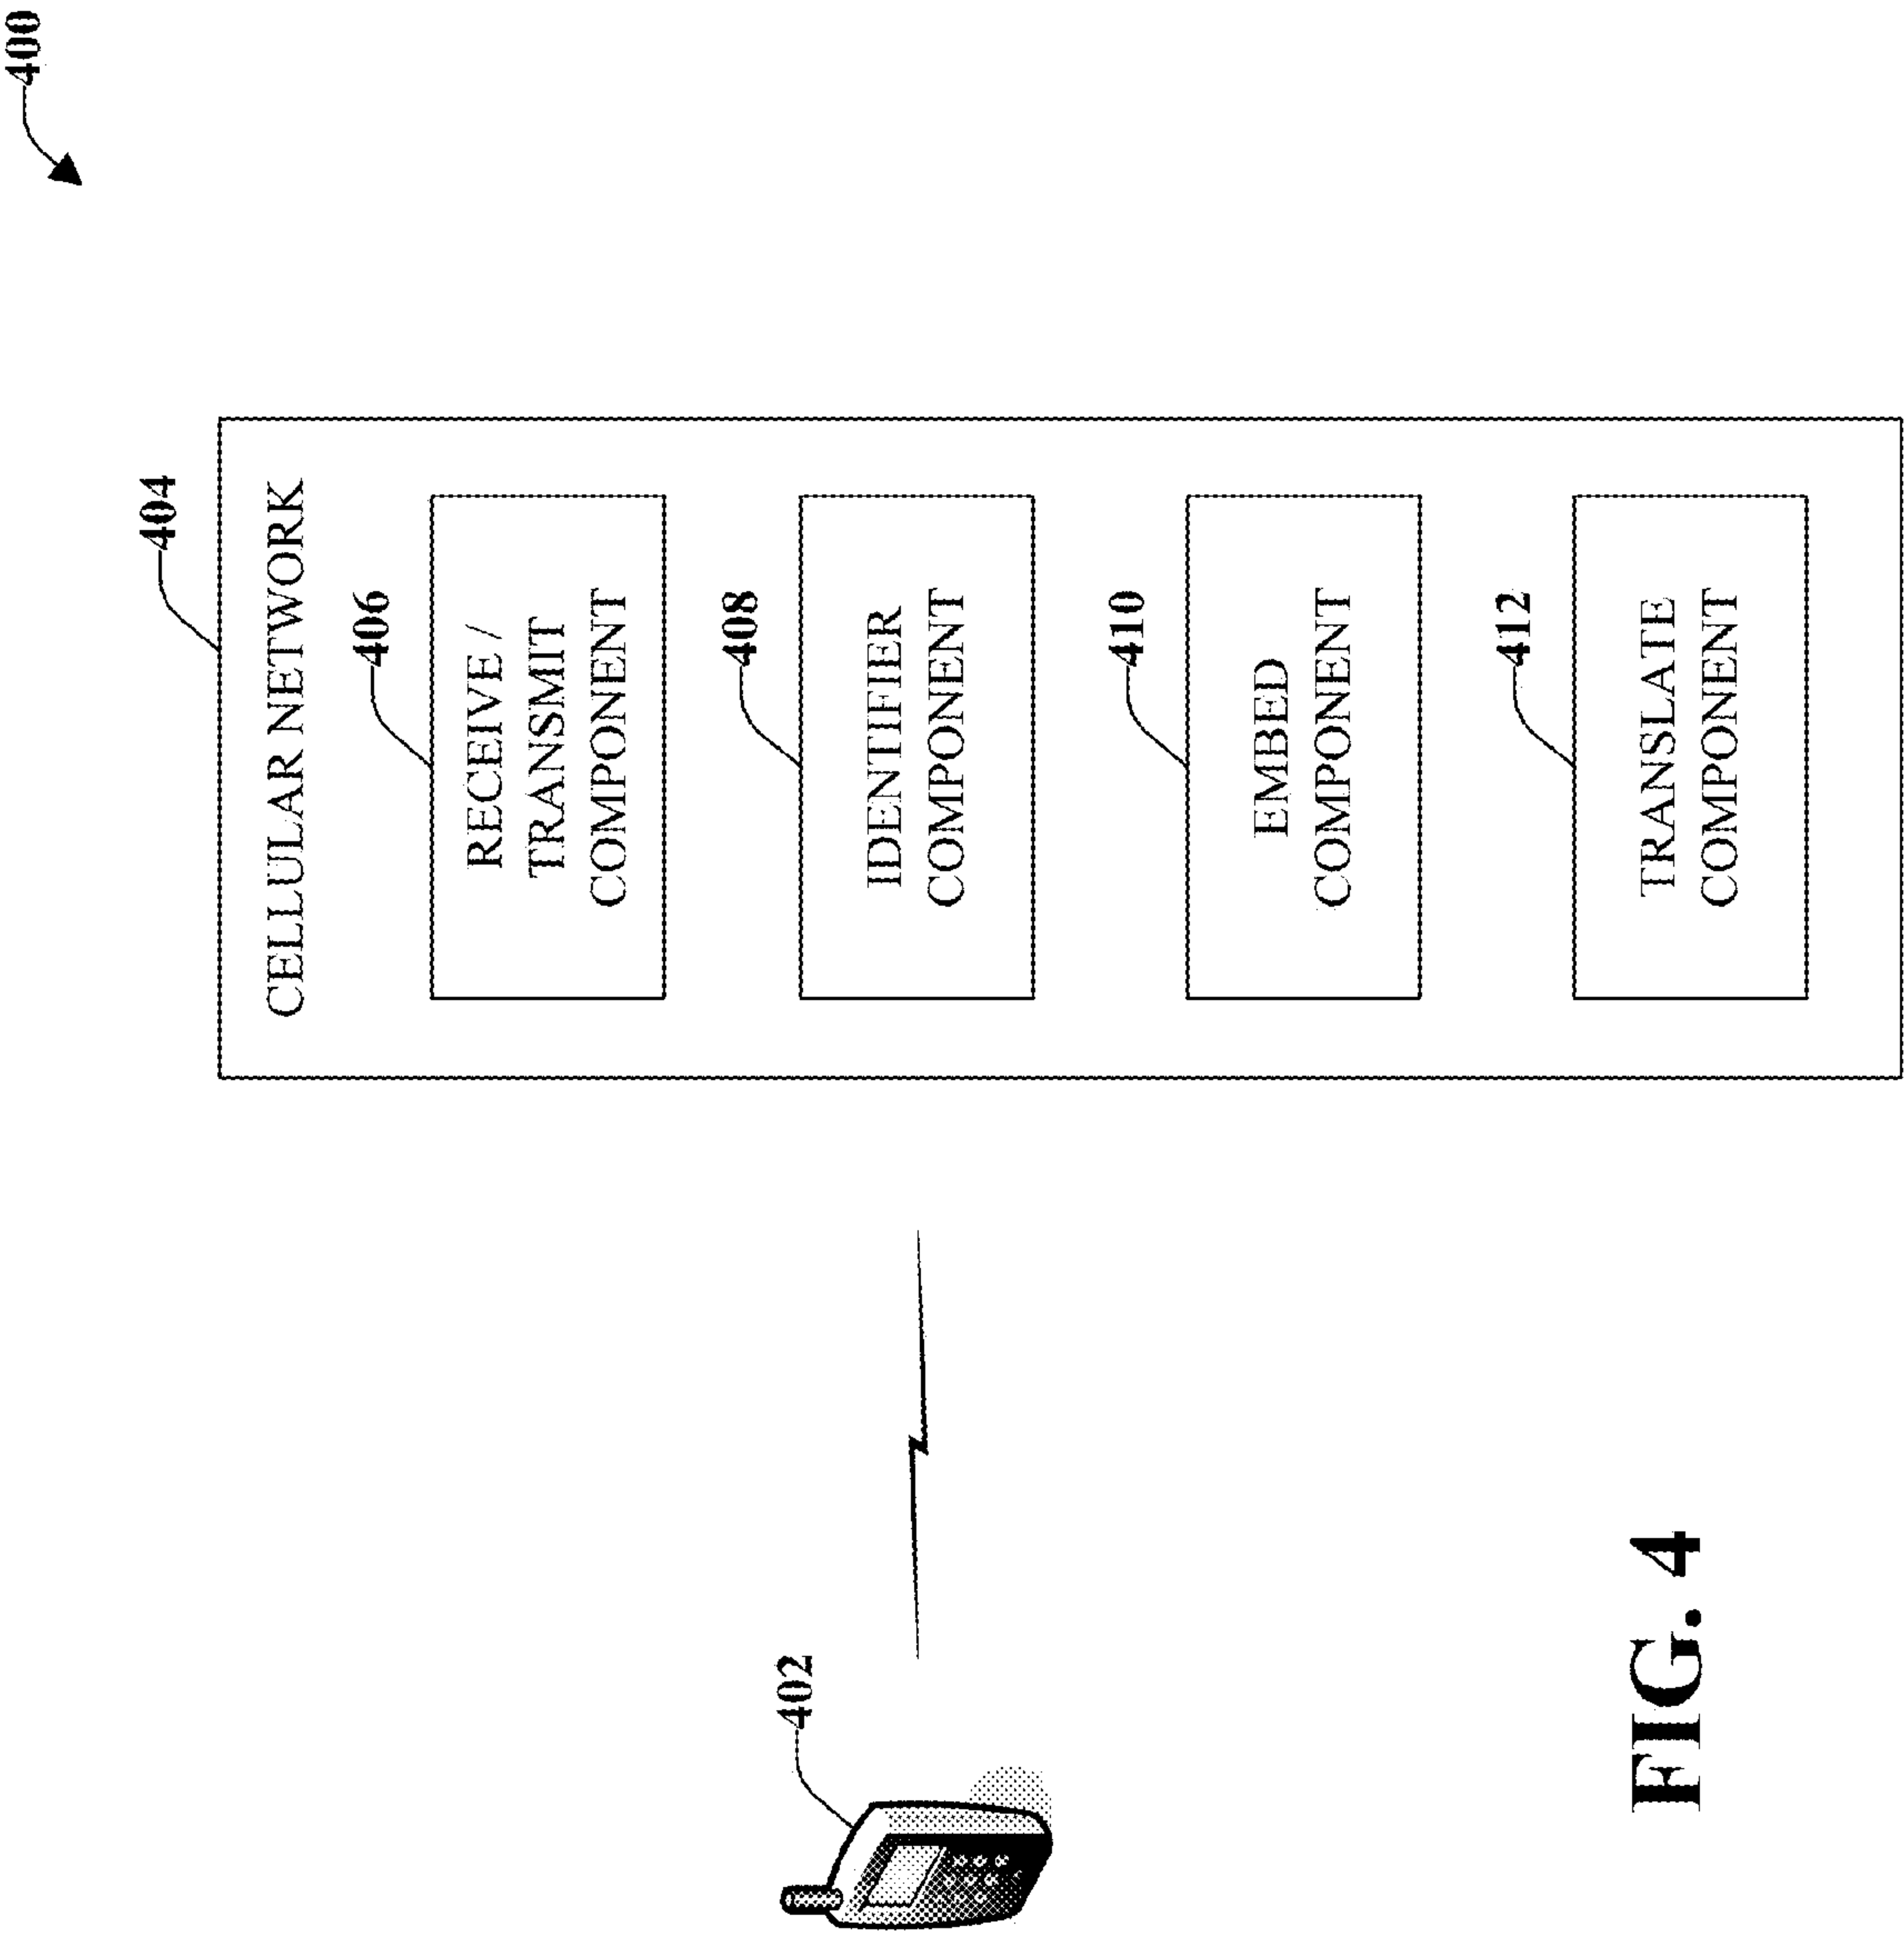 400
404
CELLULAR NETWORK
406
RECEIVE /
TRANSMIT
COMPONENT
408
IDENTIFIER
COMPONENT
402
410
EMBED
COMPONENT
412
TRANSLATE
COMPONENT
FIG. 4